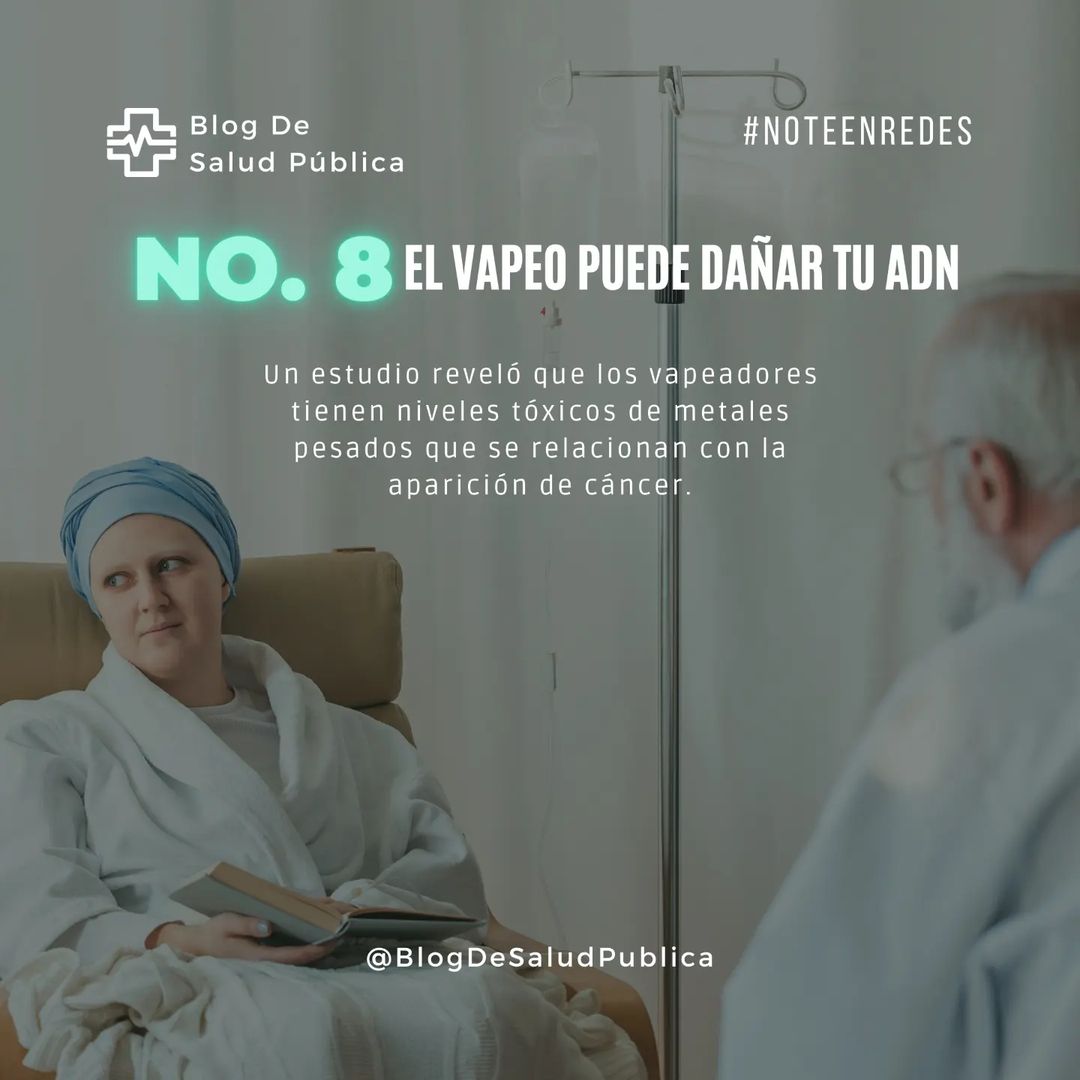 Blog De
Salud Pública
#NOTEENREDES
NO. 8 EL VAPEO PUEDE DAÑAR TU ADN
Un estudio reveló que los vapeadores
tienen niveles tóxicos de metales
pesados que se relacionan con la
aparición de cáncer.
@BlogDeSaludPublica